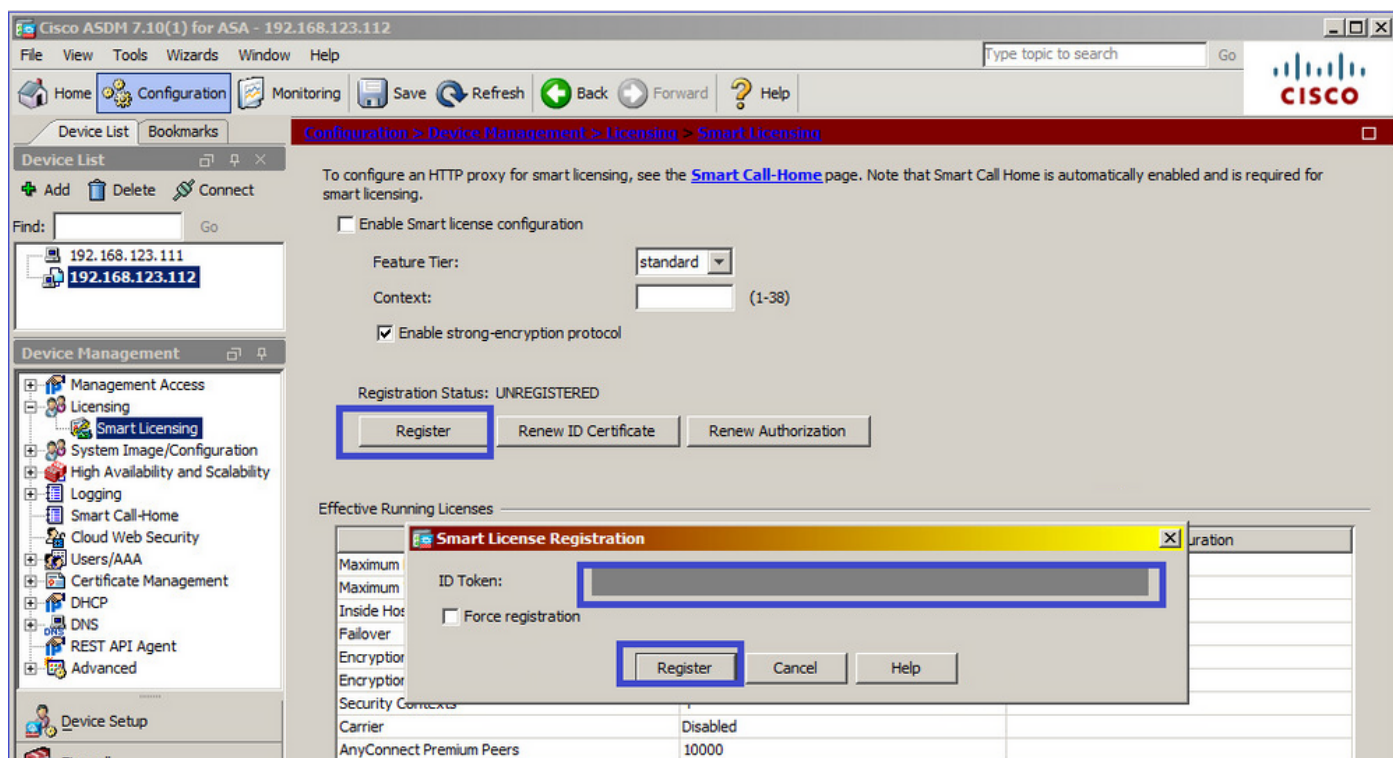 Cisco ASDM 7.10(1) for ASA - 192.168.123.112
File View Tools Wizards Window Help
Type topic to search Go
Home Configuration Monitoring Save Refresh Back Forward Help
CISCO
Device List Bookmarks
Configuration > Device Management > Licensing > Smart Licensing
Device List
Add Delete Connect
Find: Go
192.168.123.111
192.168.123.112
To configure an HTTP proxy for smart licensing, see the Smart Call-Home page. Note that Smart Call Home is automatically enabled and is required for
smart licensing.
Enable Smart license configuration
Feature Tier: standard
Context: (1-38)
Enable strong-encryption protocol
Registration Status: UNREGISTERED
Register Renew ID Certificate Renew Authorization
Device Management
Management Access
Licensing
Smart Licensing
System Image/Configuration
High Availability and Scalability
Logging
Smart Call-Home
Cloud Web Security
Users/AAA
Certificate Management
DHCP
DNS
REST API Agent
Advanced
Device Setup
Effective Running Licenses
uration
Maximum
Maximum
Inside Hos
Failover
Encryption
Encryption
Security Contexts
Carrier Disabled
AnyConnect Premium Peers 10000
Smart License Registration
ID Token:
Force registration
Register Cancel Help